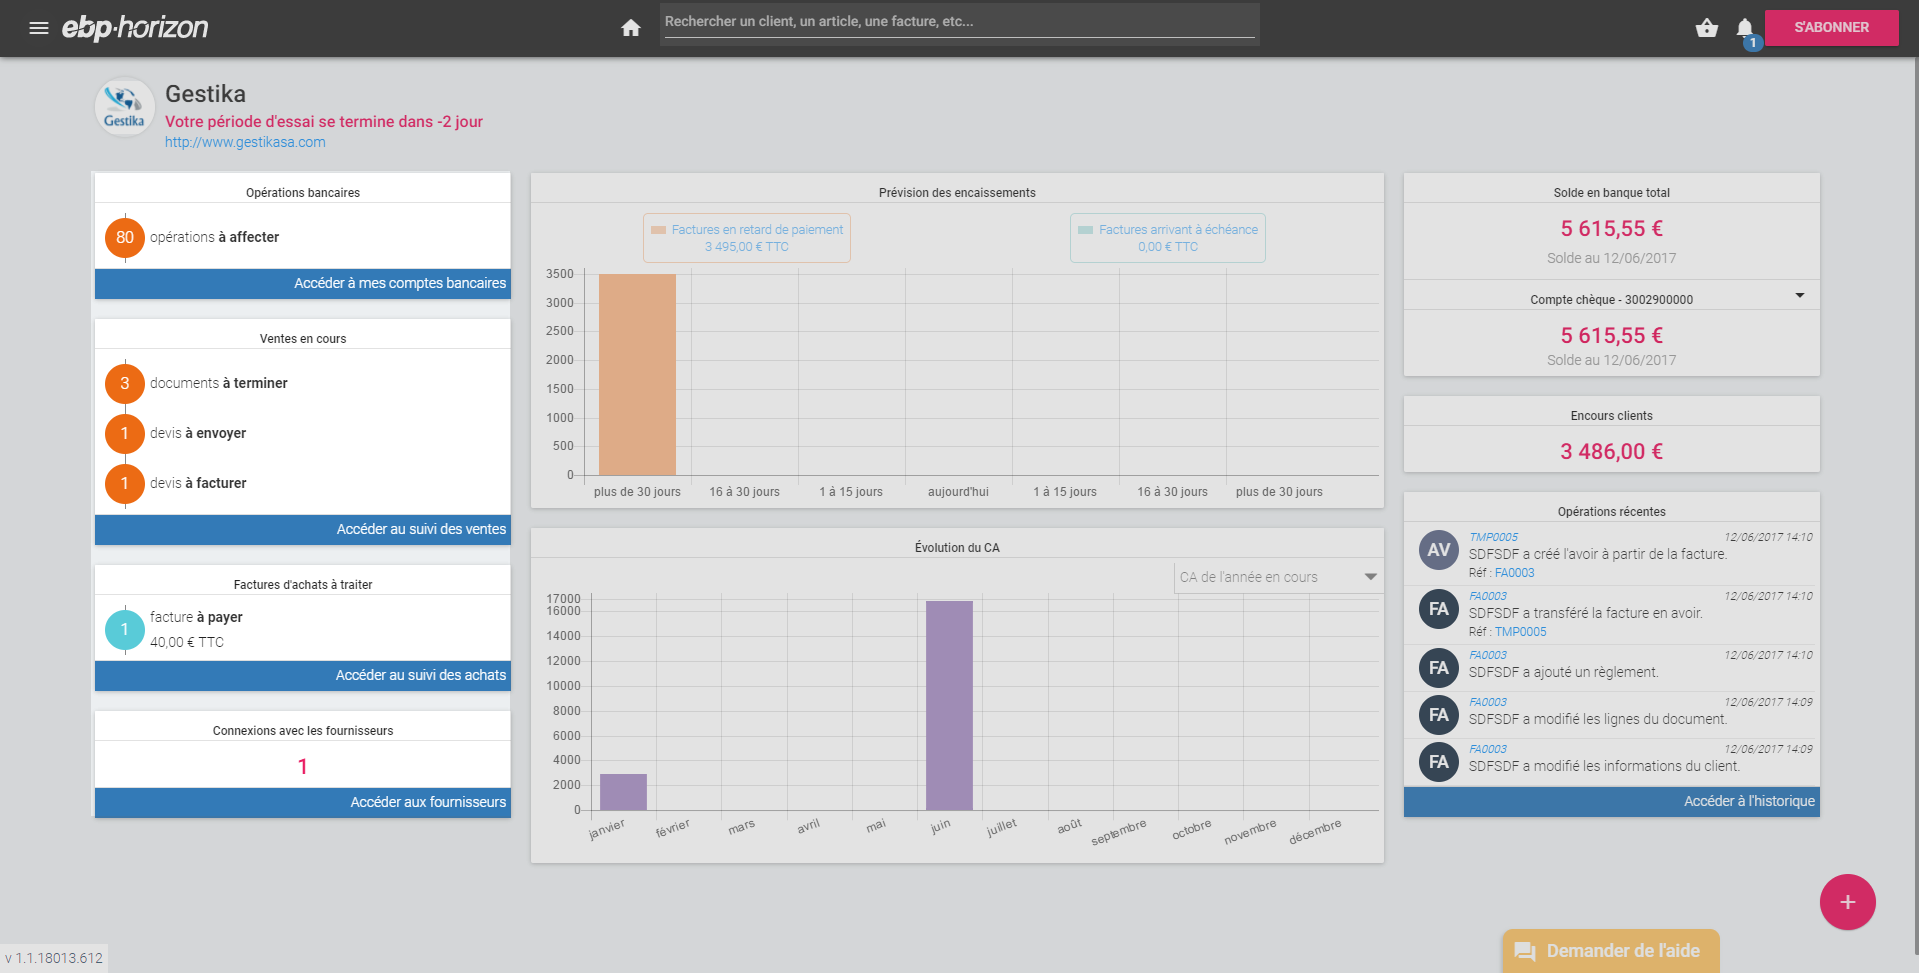 ebp·horizon
Rechercher un client, un article, une facture, etc...
1
S'ABONNER
Gestika
Gestika
Votre période d'essai se termine dans -2 jour
http://www.gestikasa.com
Opérations bancaires
80 opérations à affecter
Accéder à mes comptes bancaires
Ventes en cours
3 documents à terminer
1 devis à envoyer
1 devis à facturer
Accéder au suivi des ventes
Factures d'achats à traiter
1 facture à payer
40,00 € TTC
Accéder au suivi des achats
Connexions avec les fournisseurs
1
Accéder aux fournisseurs
Prévision des encaissements
Factures en retard de paiement
3 495,00 € TTC
Factures arrivant à échéance
0,00 € TTC
3500
3000
2500
2000
1500
1000
500
0
plus de 30 jours 16 à 30 jours 1 à 15 jours aujourd'hui 1 à 15 jours 16 à 30 jours plus de 30 jours
Évolution du CA
CA de l'année en cours
17000
16000
14000
12000
10000
8000
6000
4000
2000
0
janvier février mars avril mai juin juillet août septembre octobre novembre décembre
Solde en banque total
5 615,55 €
Solde au 12/06/2017
Compte chèque - 3002900000
5 615,55 €
Solde au 12/06/2017
Encours clients
3 486,00 €
Opérations récentes
AV
TMP0005 12/06/2017 14:10
SDFSDF a créé l'avoir à partir de la facture.
Réf : FA0003
FA
FA0003 12/06/2017 14:10
SDFSDF a transféré la facture en avoir.
Réf : TMP0005
FA
FA0003 12/06/2017 14:10
SDFSDF a ajouté un règlement.
FA
FA0003 12/06/2017 14:09
SDFSDF a modifié les lignes du document.
FA
FA0003 12/06/2017 14:09
SDFSDF a modifié les informations du client.
Accéder à l'historique
+
Demander de l'aide
v 1.1.18013.612